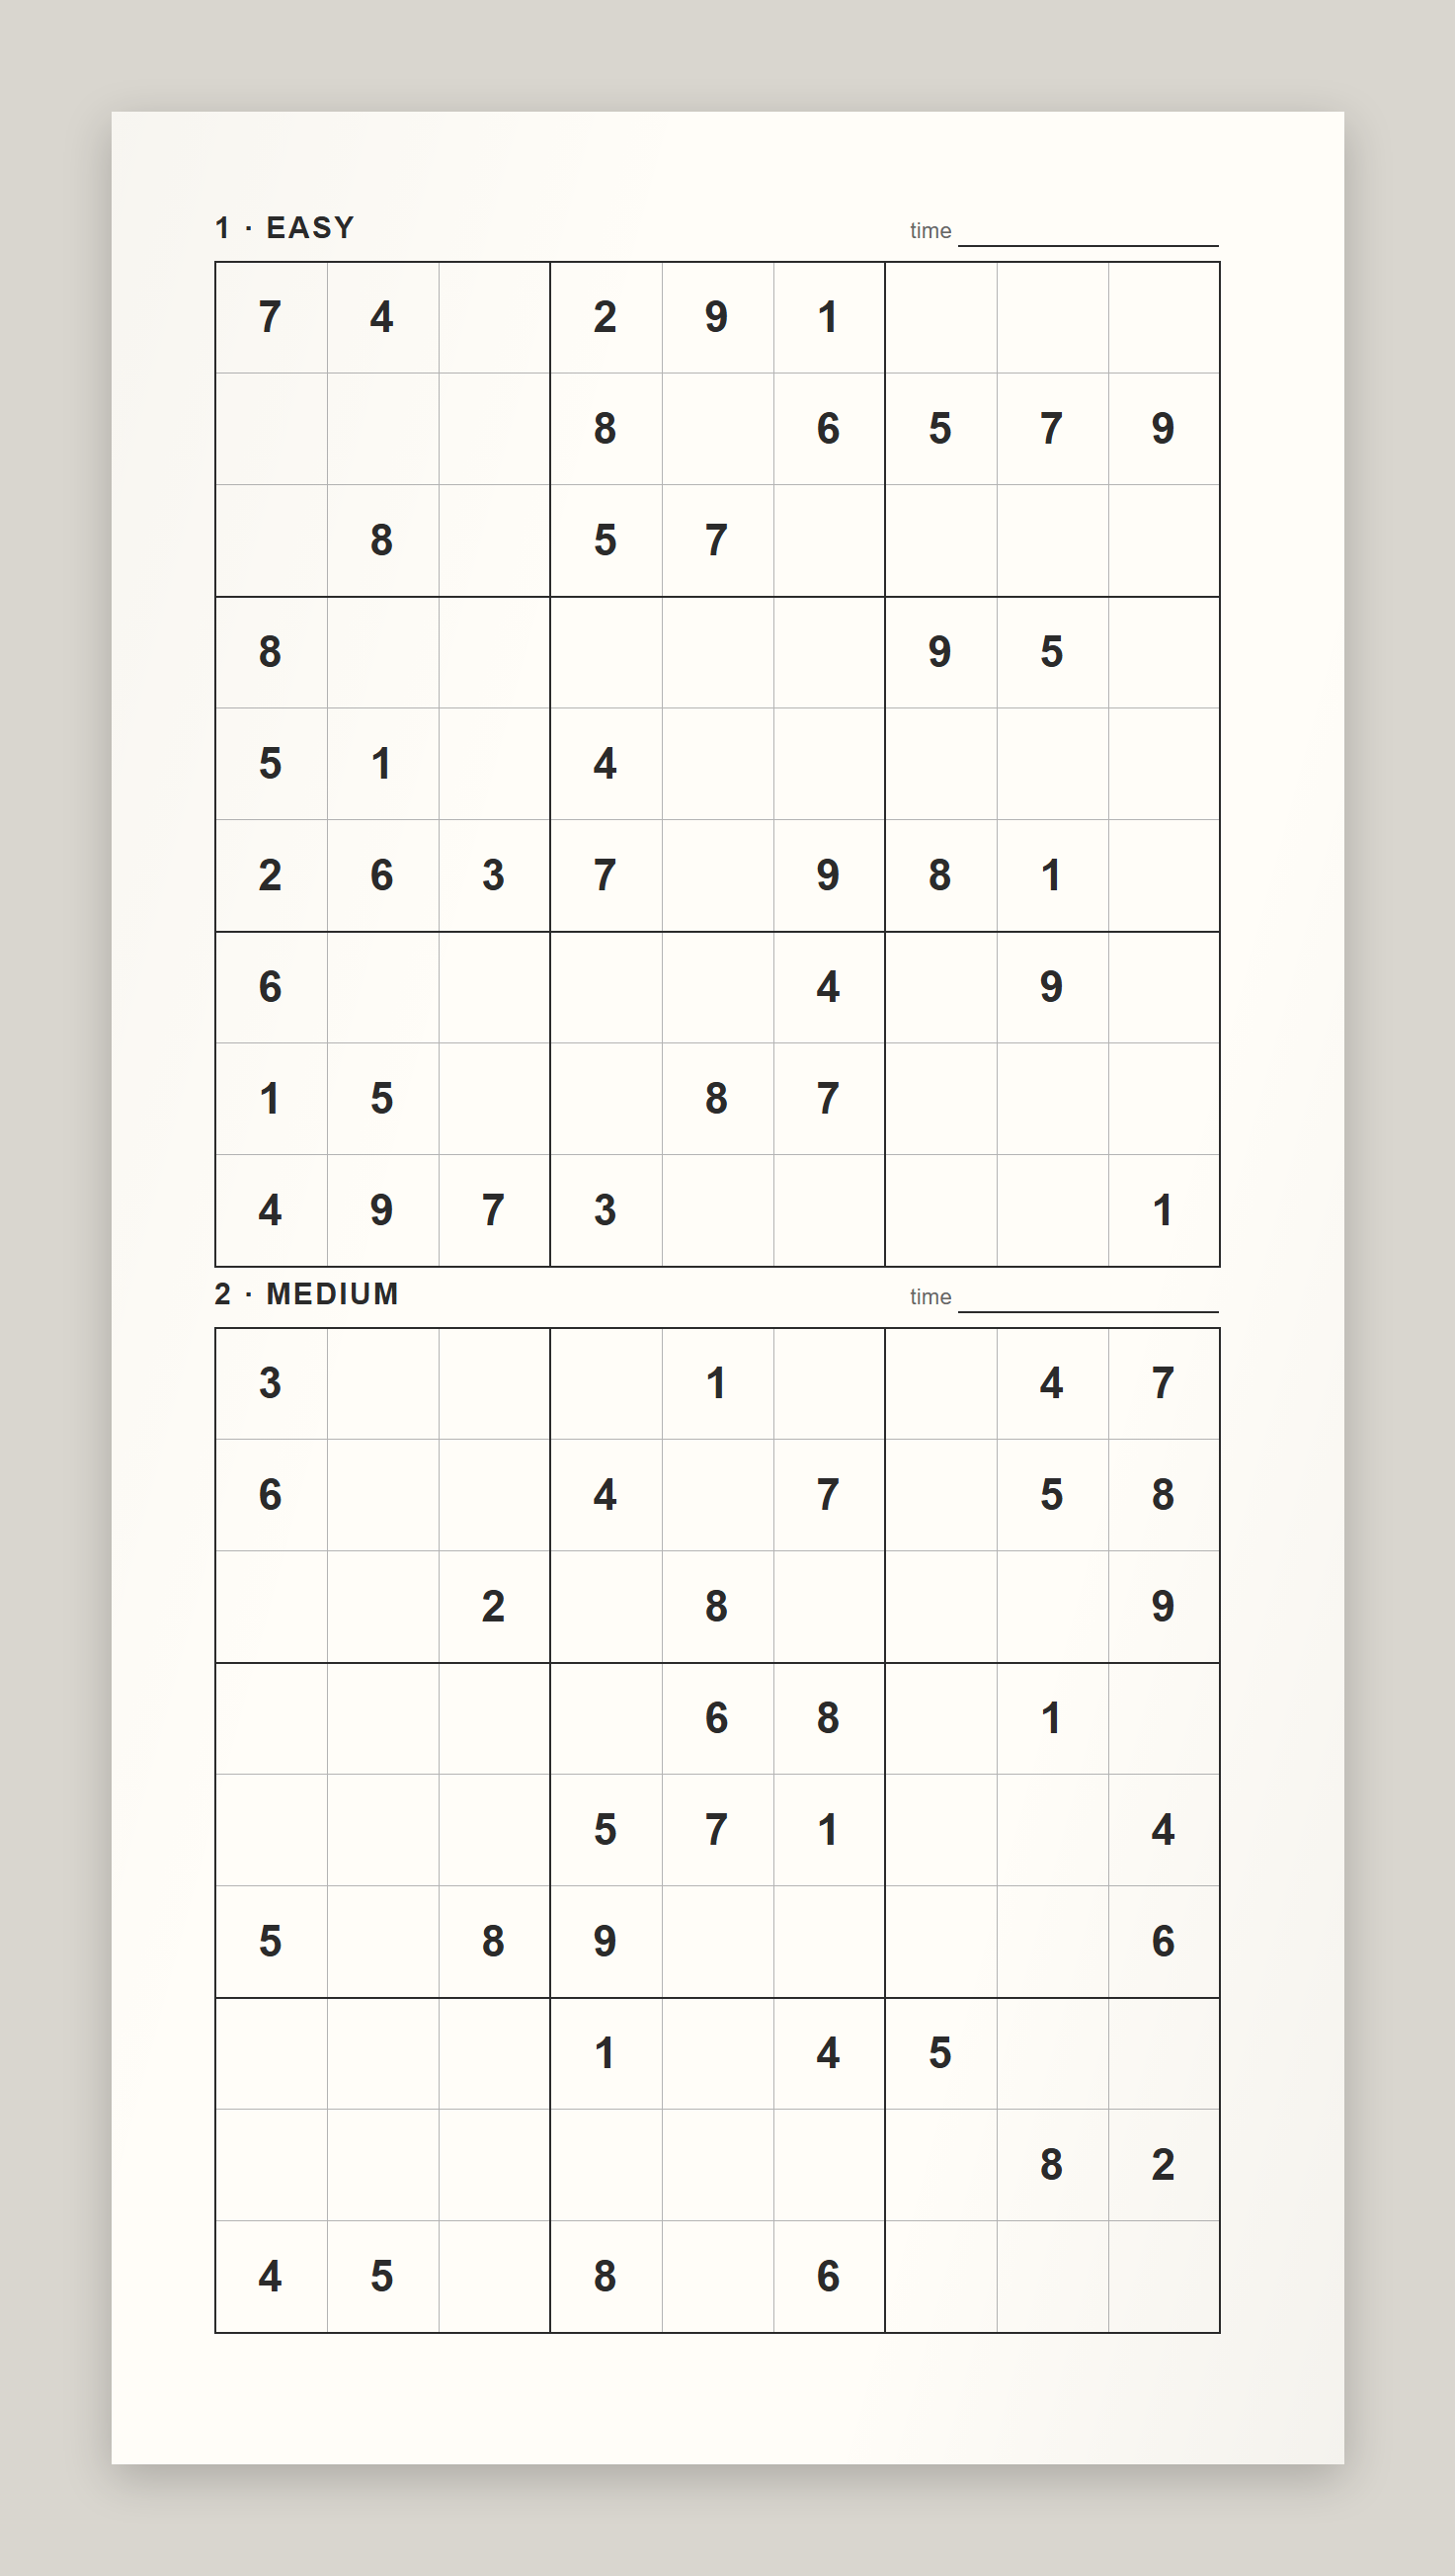 1 · EASY time
7 4 2 9 1
8 6 5 7 9
8 5 7
8 9 5
5 1 4
2 6 3 7 9 8 1
6 4 9
1 5 8 7
4 9 7 3 1
2 · MEDIUM time
3 1 4 7
6 4 7 5 8
2 8 9
6 8 1
5 7 1 4
5 8 9 6
1 4 5
8 2
4 5 8 6